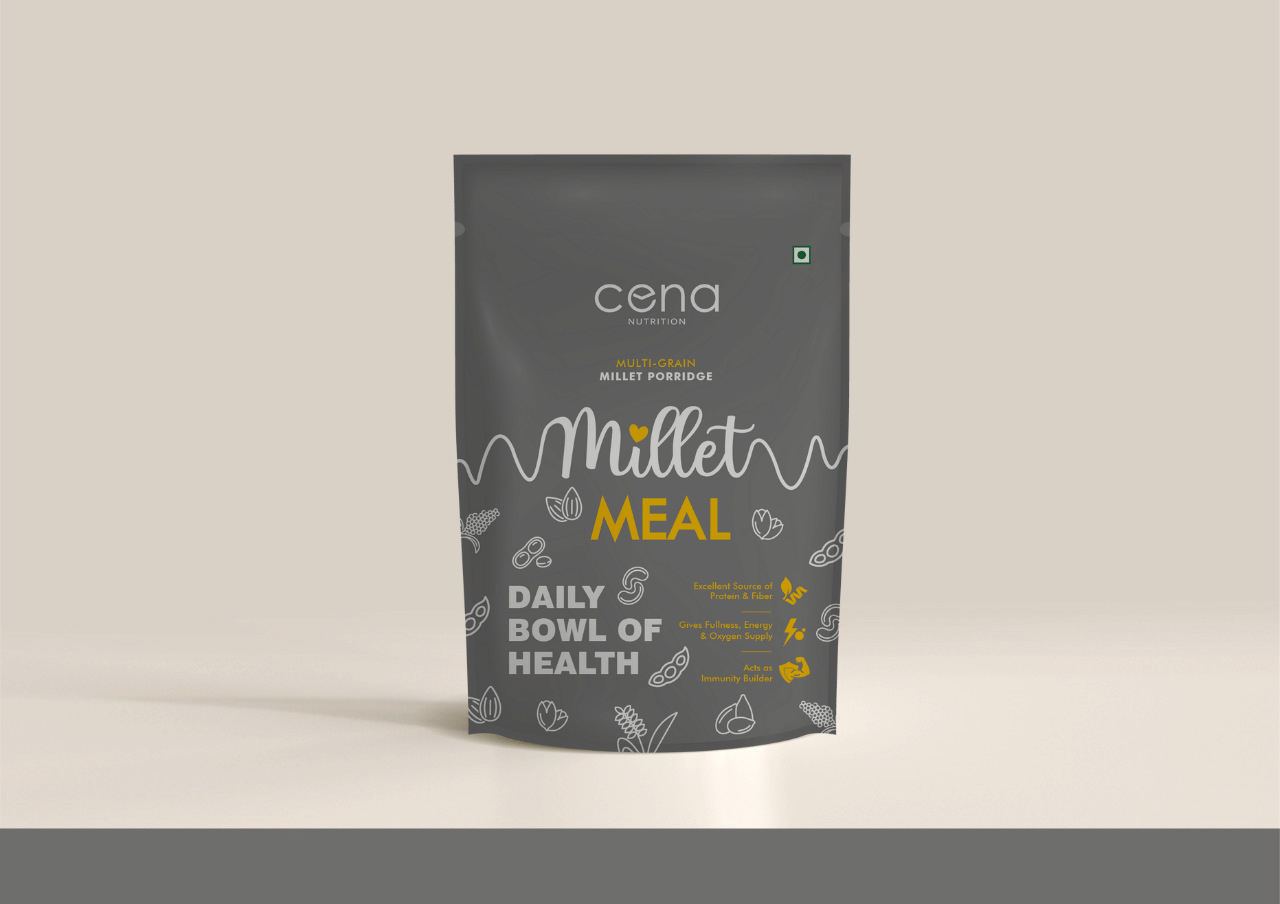 cena
NUTRITION
MULTI-GRAIN
MILLET PORRIDGE
Millet
MEAL
DAILY
BOWL OF
HEALTH
Excellent Source of
Protein & Fiber
Gives Fullness, Energy
& Oxygen Supply
Acts as
Immunity Builder